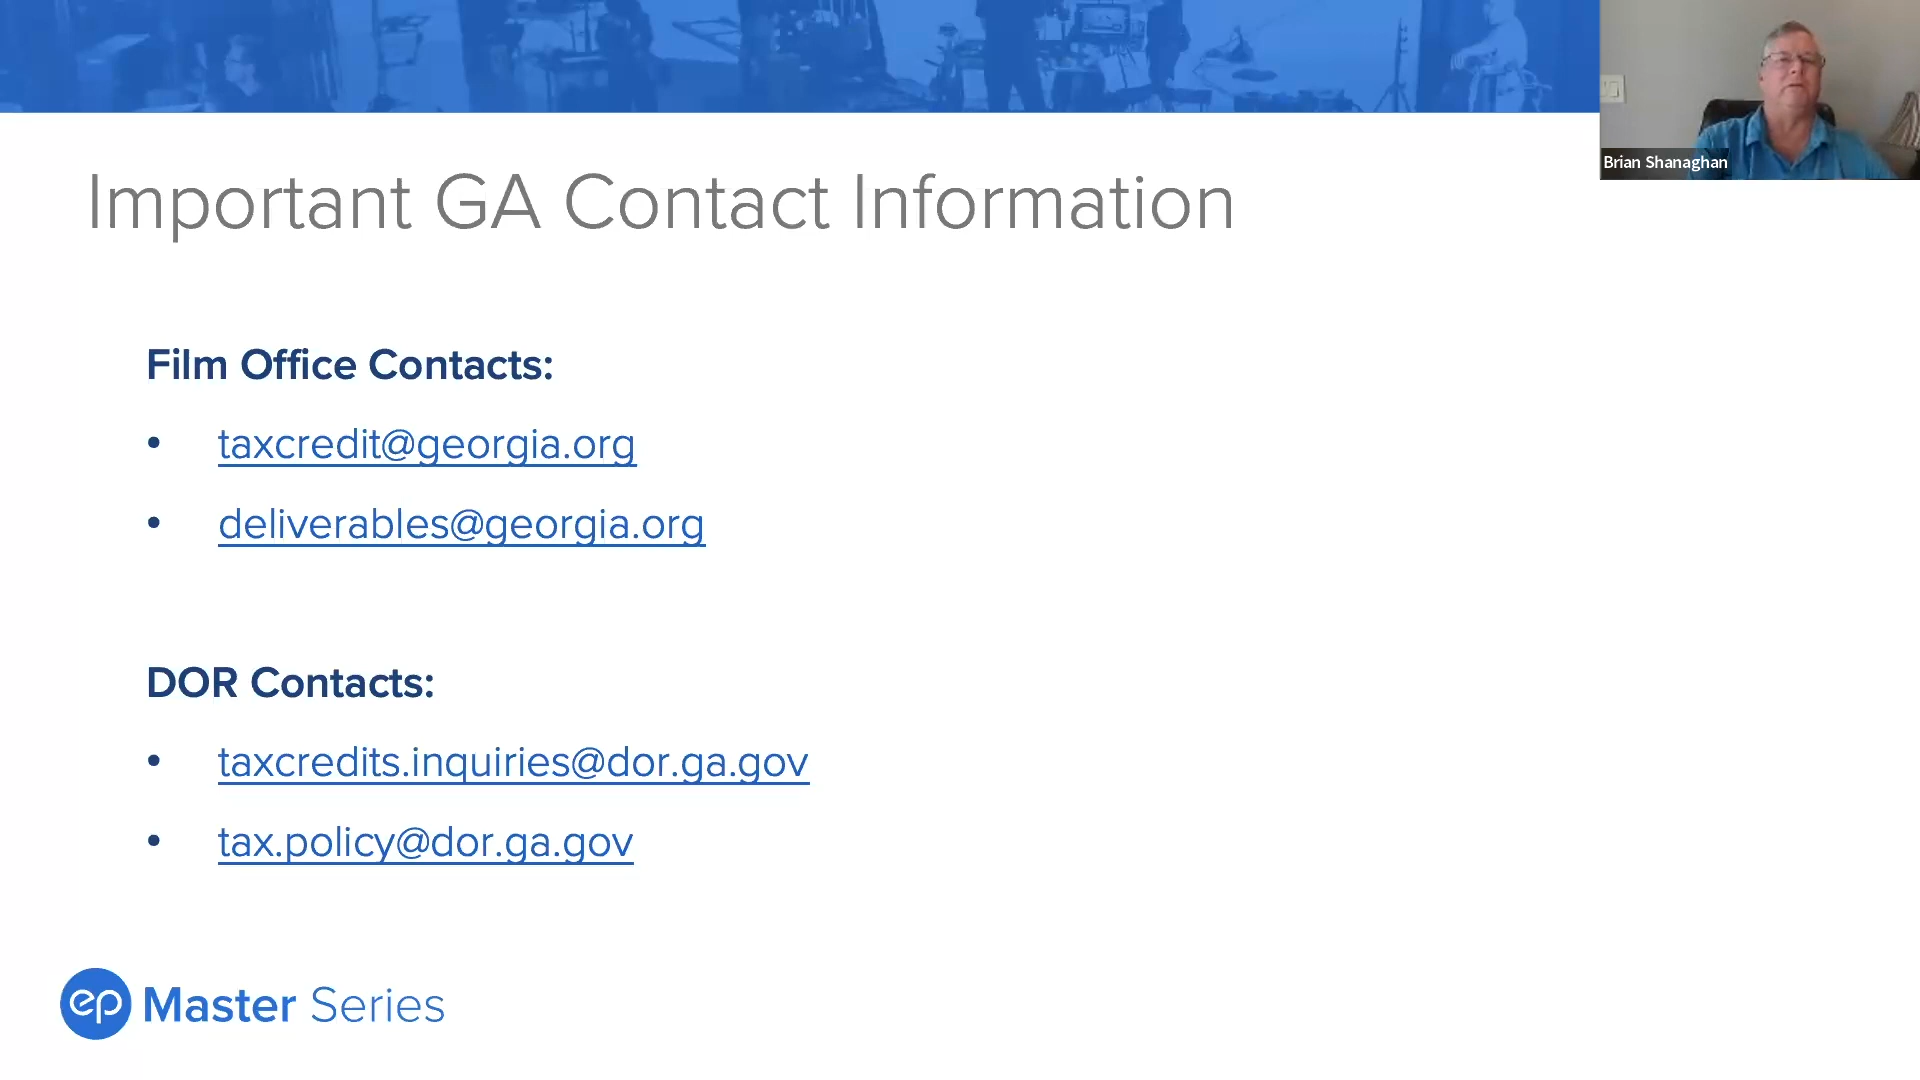 Brian Shanaghan
Important GA Contact Information
Film Office Contacts:
• taxcredit@georgia.org
• deliverables@georgia.org
DOR Contacts:
• taxcredits.inquiries@dor.ga.gov
• tax.policy@dor.ga.gov
ep Master Series